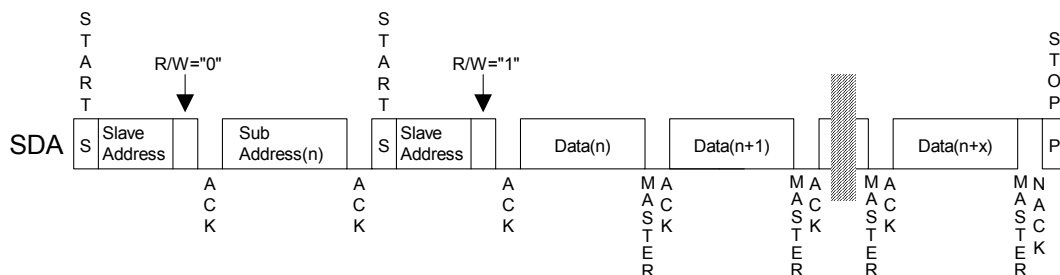 START
START
STOP
R/W="0"
R/W="1"
SDA
S
Slave
Address
Sub
Address(n)
S
Slave
Address
Data(n)
Data(n+1)
Data(n+x)
P
ACK
ACK
ACK
MASTER
ACK
MASTER
ACK
MASTER
ACK
MASTER
NACK